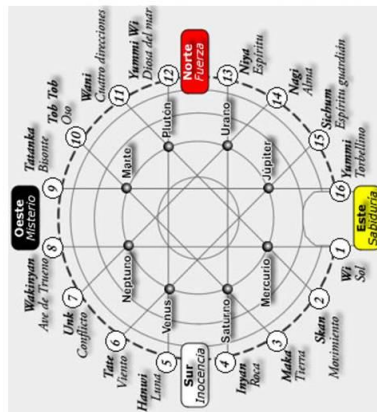 Oeste
Misterio
Wakinyan
Ave de Trueno
8
9
Tatanka
Bisonte
Unk
Conflicto
7
10
Tob Tob
Oso
Tate
Viento
6
11
Wani
Cuatro direcciones
Hanwi
Luna
5
12
Yummi Wi
Diosa del mar
Neptuno
Marte
Venus
Plutón
Sur
Inocencia
Norte
Fuerza
Saturno
Urano
Mercurio
Júpiter
4
Inyan
Roca
13
Niya
Espíritu
3
Maka
Tierra
14
Nagi
Alma
2
Skan
Movimiento
15
Sichum
Espíritu guardián
1
Wi
Sol
16
Yummi
Torbellino
Este
Sabiduría